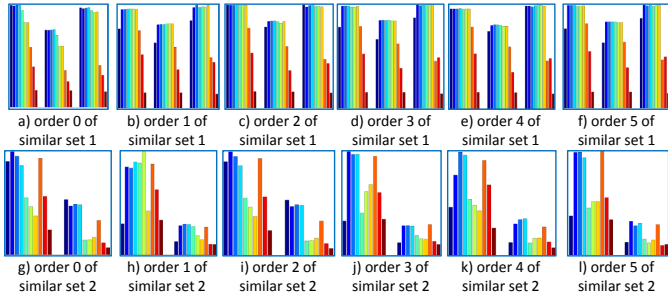 a) order 0 of similar set 1
b) order 1 of similar set 1
c) order 2 of similar set 1
d) order 3 of similar set 1
e) order 4 of similar set 1
f) order 5 of similar set 1
g) order 0 of similar set 2
h) order 1 of similar set 2
i) order 2 of similar set 2
j) order 3 of similar set 2
k) order 4 of similar set 2
l) order 5 of similar set 2